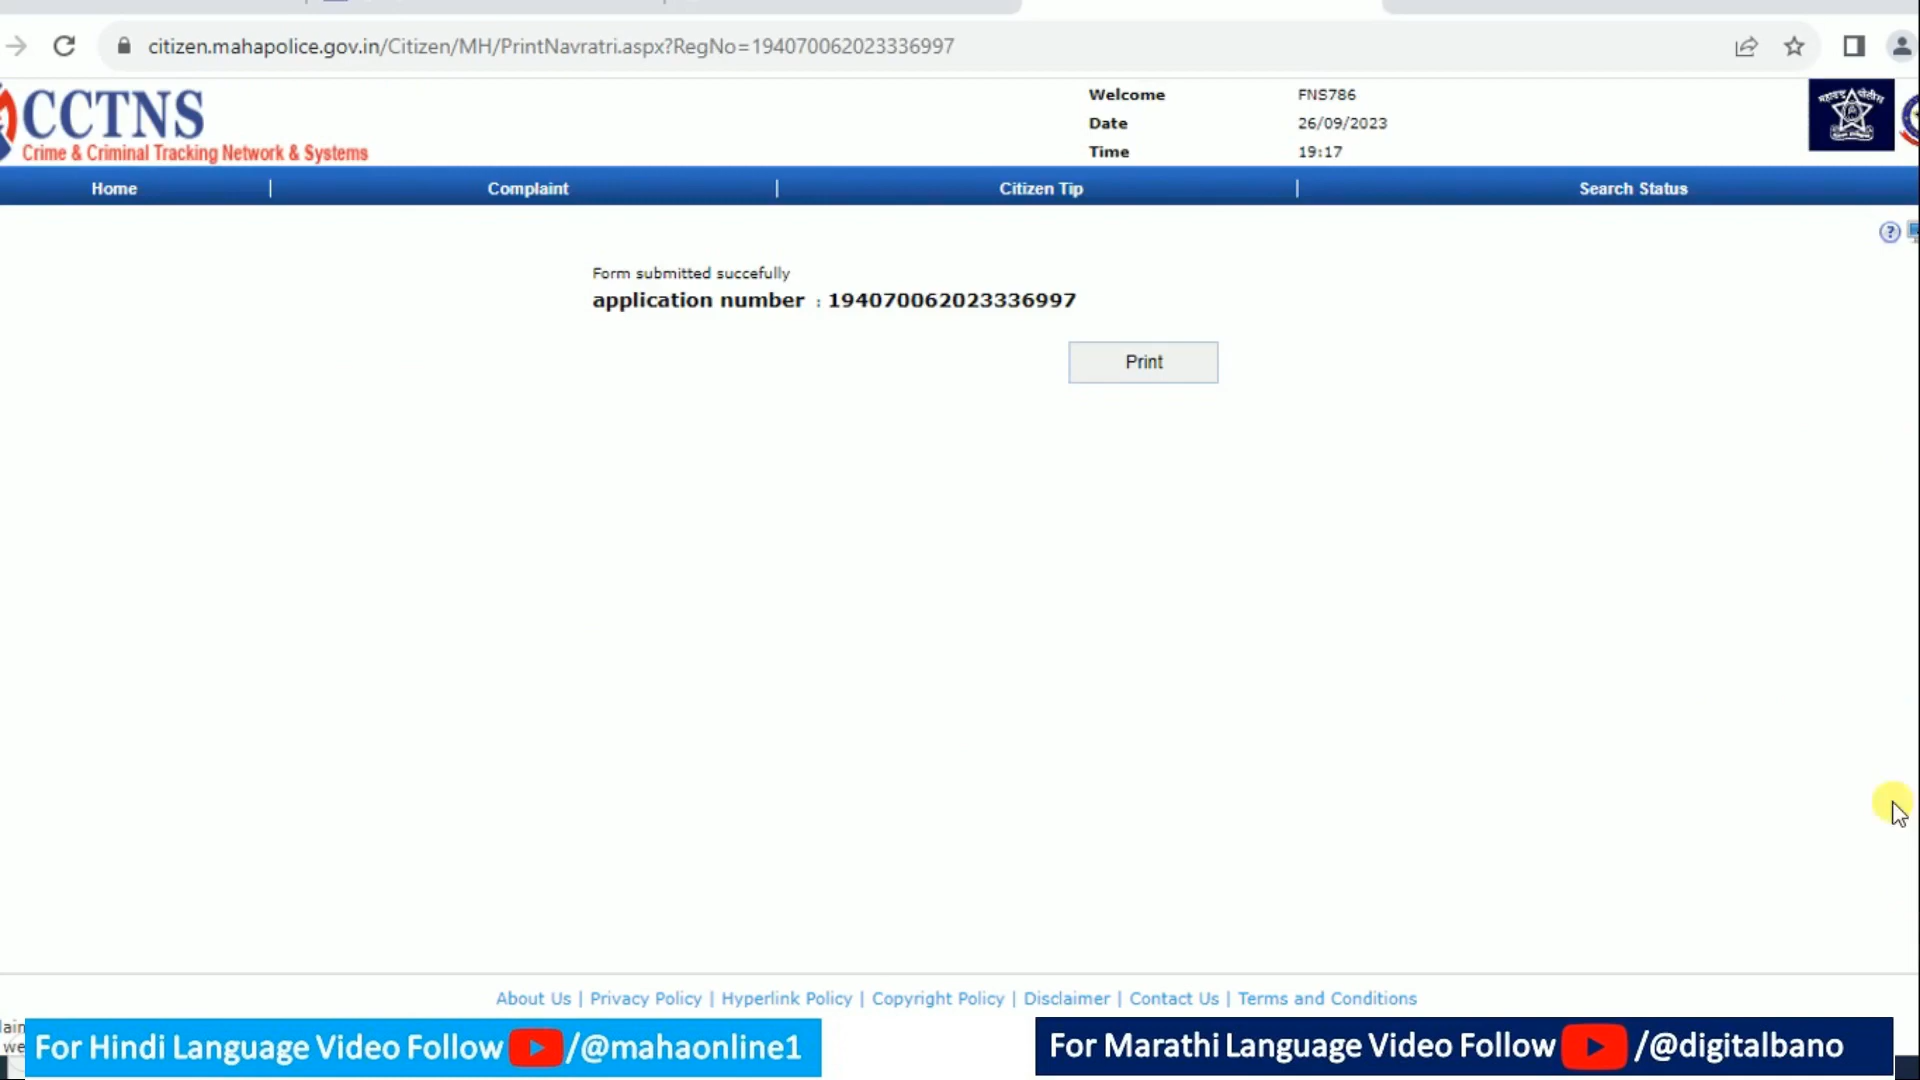 citizen.mahapolice.gov.in/Citizen/MH/PrintNavratri.aspx?RegNo=194070062023336997
CCTNS
Crime & Criminal Tracking Network & Systems
Welcome FNS786
Date 26/09/2023
Time 19:17
महाराष्ट्र पोलीस
Home | Complaint | Citizen Tip | Search Status
Form submitted succefully
application number : 194070062023336997
Print
About Us | Privacy Policy | Hyperlink Policy | Copyright Policy | Disclaimer | Contact Us | Terms and Conditions
For Hindi Language Video Follow /@mahaonline1
For Marathi Language Video Follow /@digitalbano